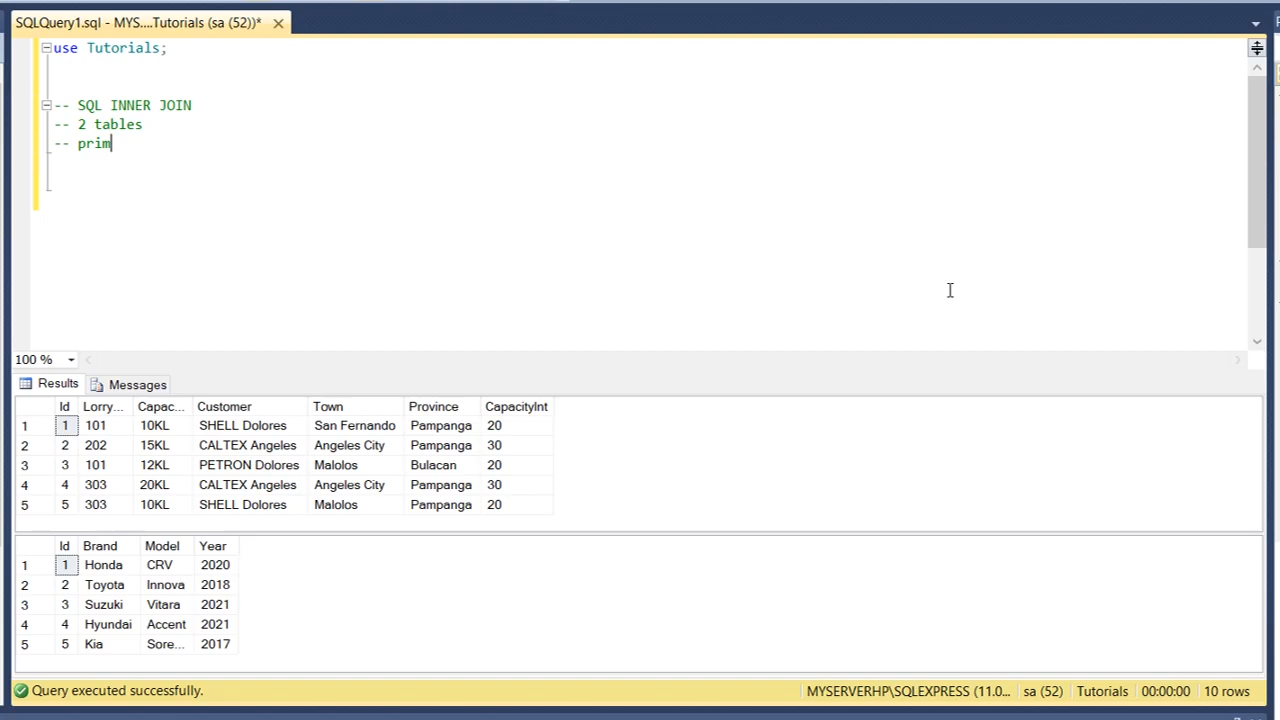 SQLQuery1.sql - MYS....Tutorials (sa (52))*
use Tutorials;
-- SQL INNER JOIN
-- 2 tables
-- prim
100 %
Results Messages
Id Lorry... Capac... Customer Town Province CapacityInt
1 1 101 10KL SHELL Dolores San Fernando Pampanga 20
2 2 202 15KL CALTEX Angeles Angeles City Pampanga 30
3 3 101 12KL PETRON Dolores Malolos Bulacan 20
4 4 303 20KL CALTEX Angeles Angeles City Pampanga 30
5 5 303 10KL SHELL Dolores Malolos Pampanga 20
Id Brand Model Year
1 1 Honda CRV 2020
2 2 Toyota Innova 2018
3 3 Suzuki Vitara 2021
4 4 Hyundai Accent 2021
5 5 Kia Sore... 2017
Query executed successfully. MYSERVERHP\SQLEXPRESS (11.0... sa (52) Tutorials 00:00:00 10 rows